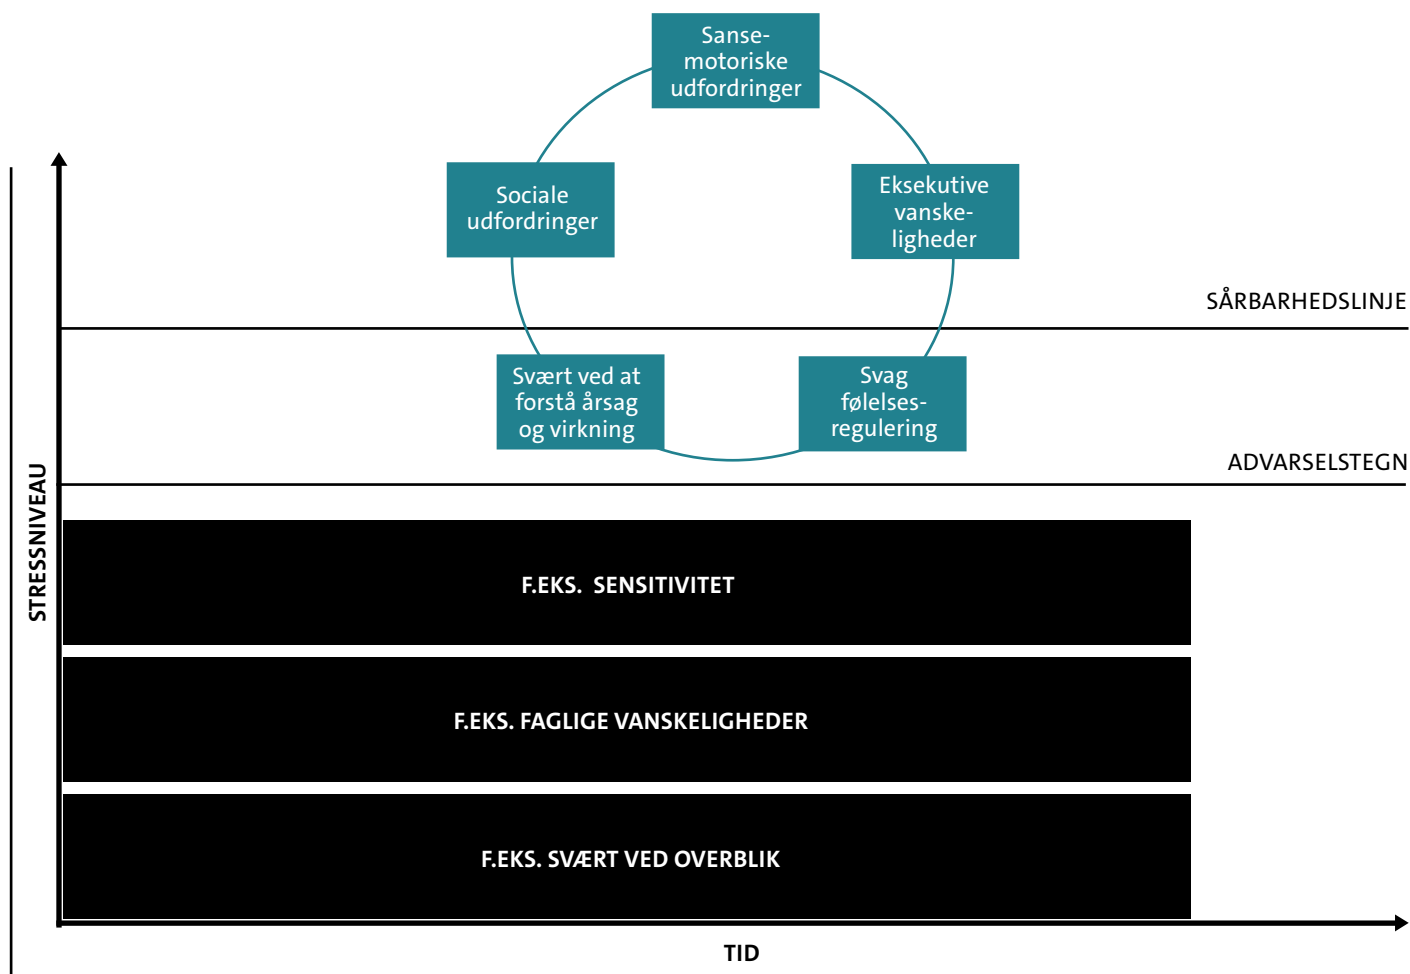 Sanse-
motoriske
udfordringer
Sociale
udfordringer
Eksekutive
vanske-
ligheder
SÅRBARHEDSLINJE
Svært ved at
forstå årsag
og virkning
Svag
følelses-
regulering
ADVARSELSTEGN
STRESSNIVEAU
F.EKS. SENSITIVITET
F.EKS. FAGLIGE VANSKELIGHEDER
F.EKS. SVÆRT VED OVERBLIK
TID